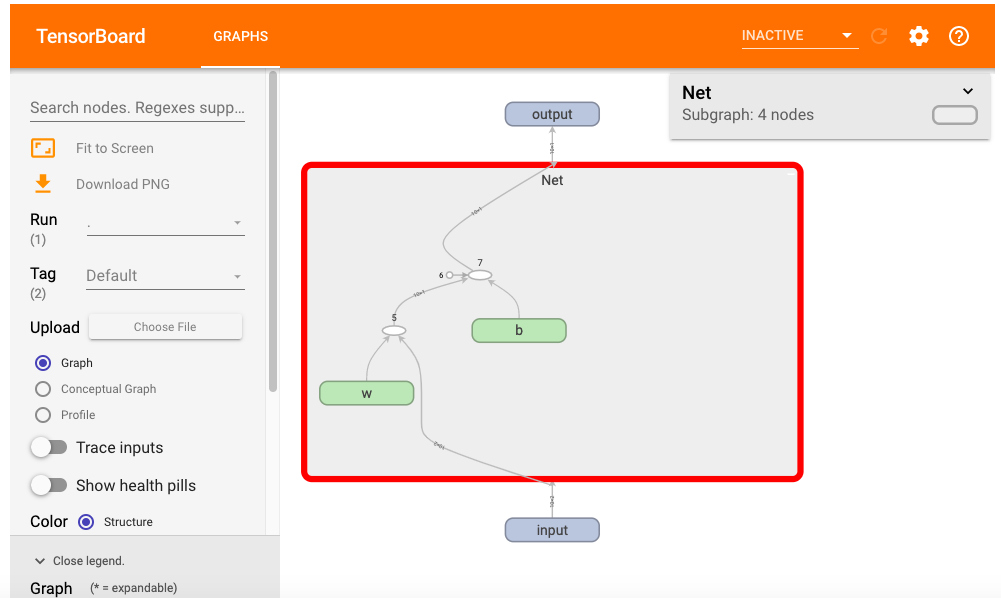 TensorBoard
GRAPHS
INACTIVE
Search nodes. Regexes supp...
Fit to Screen
Download PNG
Run
(1)
.
Tag
(2)
Default
Upload
Choose File
Graph
Conceptual Graph
Profile
Trace inputs
Show health pills
Color
Structure
Close legend.
Graph (* = expandable)
Net
Subgraph: 4 nodes
output
Net
7
6
5
b
w
input